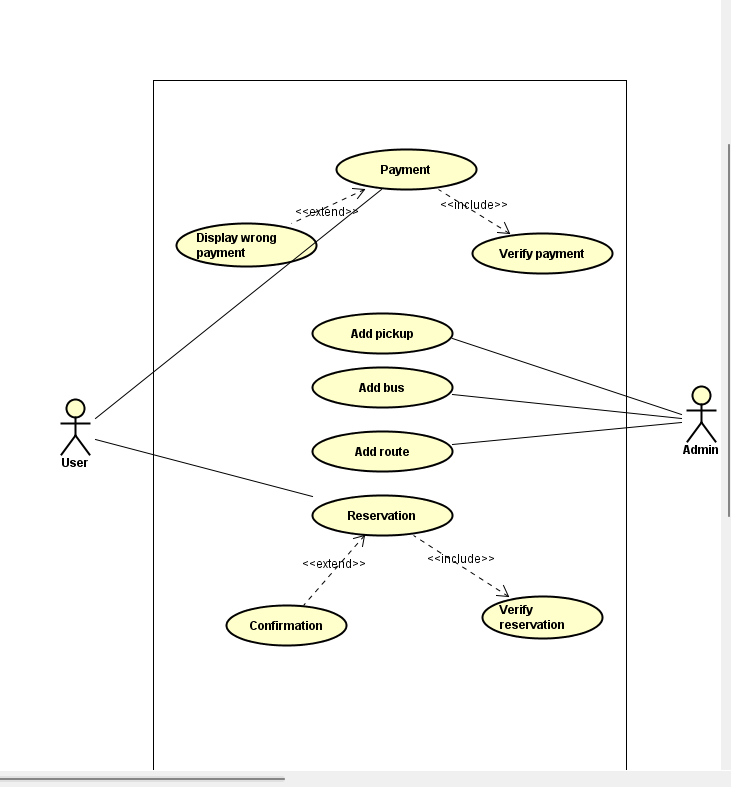 Payment
<<extend>>
<<include>>
Display wrong
payment
Verify payment
Add pickup
Add bus
Add route
User
Admin
Reservation
<<extend>>
<<include>>
Confirmation
Verify
reservation